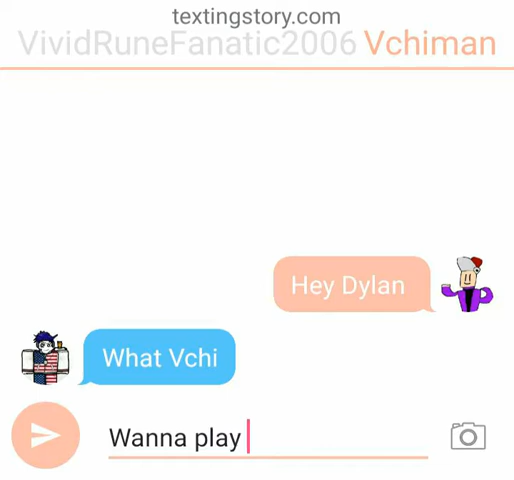 textingstory.com
VividRuneFanatic2006 Vchiman
Hey Dylan
What Vchi
Wanna play